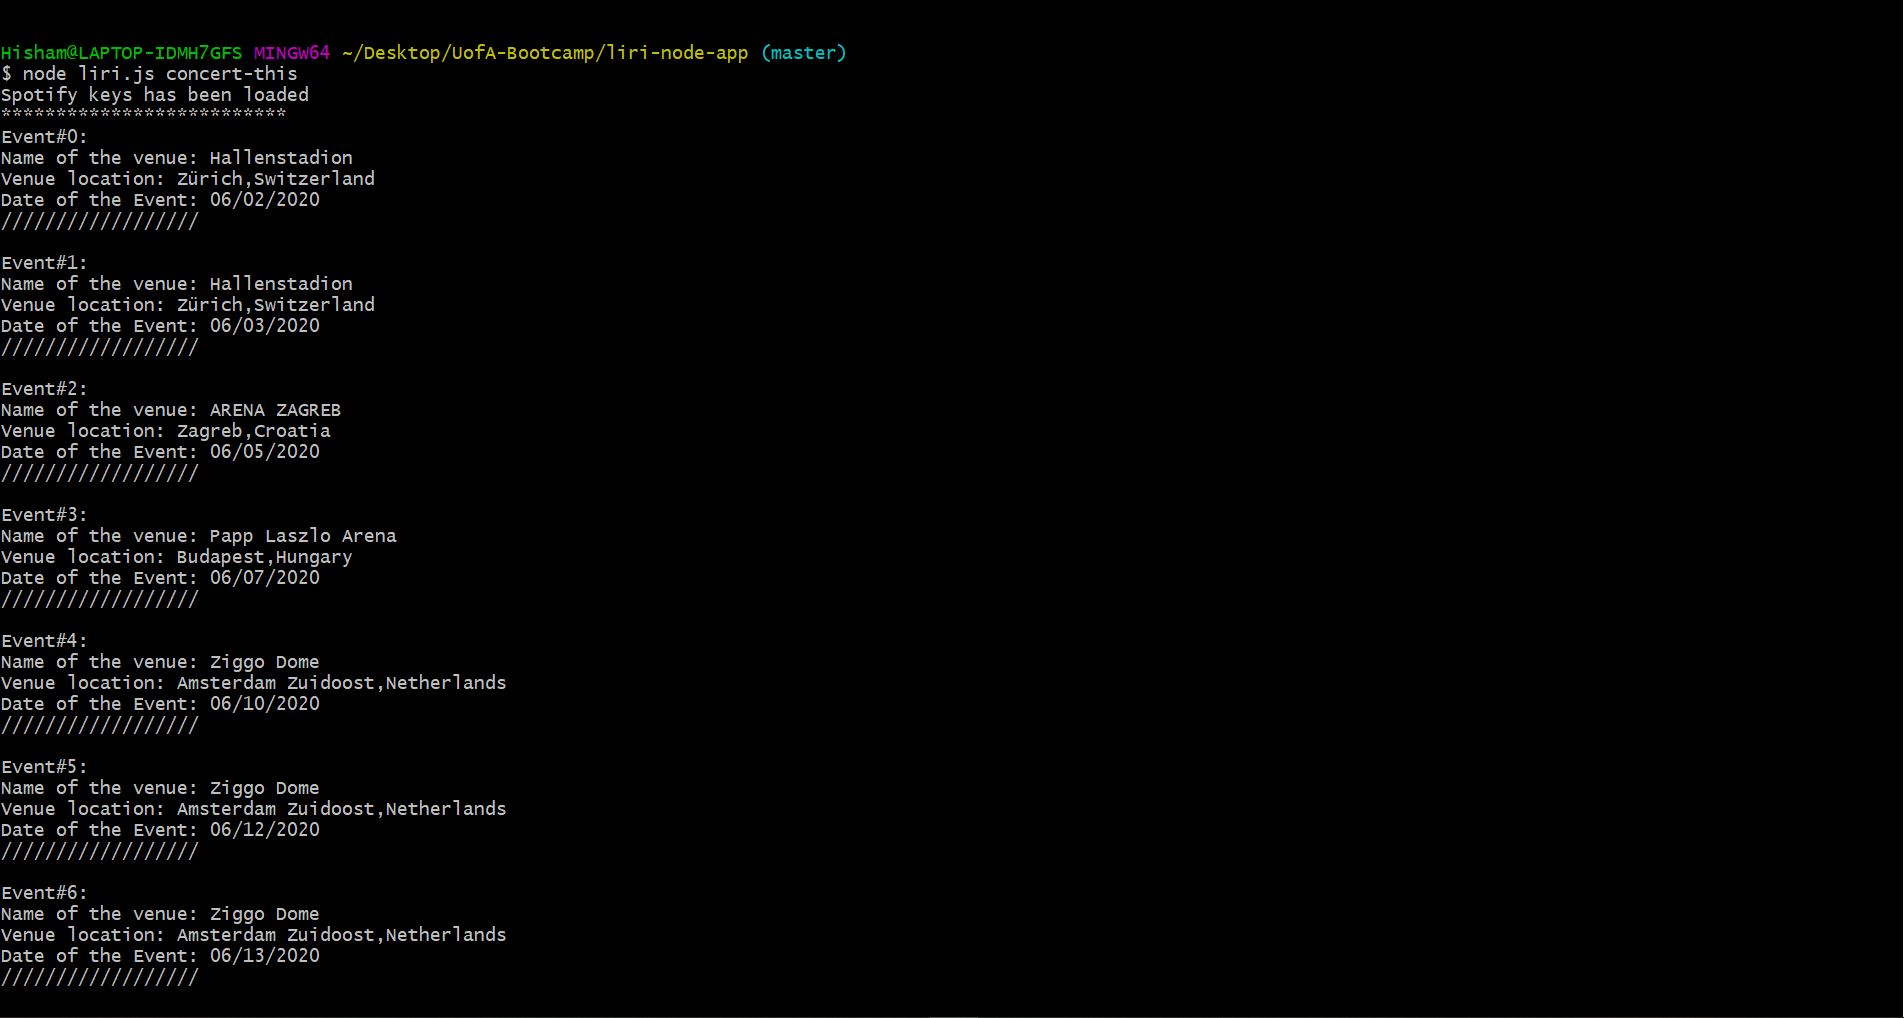 Hisham@LAPTOP-IDMH7GFS MINGW64 ~/Desktop/UofA-Bootcamp/liri-node-app (master)
$ node liri.js concert-this
Spotify keys has been loaded
**************************
Event#0:
Name of the venue: Hallenstadion
Venue location: Zürich,Switzerland
Date of the Event: 06/02/2020
//////////////////
Event#1:
Name of the venue: Hallenstadion
Venue location: Zürich,Switzerland
Date of the Event: 06/03/2020
//////////////////
Event#2:
Name of the venue: ARENA ZAGREB
Venue location: Zagreb,Croatia
Date of the Event: 06/05/2020
//////////////////
Event#3:
Name of the venue: Papp Laszlo Arena
Venue location: Budapest,Hungary
Date of the Event: 06/07/2020
//////////////////
Event#4:
Name of the venue: Ziggo Dome
Venue location: Amsterdam Zuidoost,Netherlands
Date of the Event: 06/10/2020
//////////////////
Event#5:
Name of the venue: Ziggo Dome
Venue location: Amsterdam Zuidoost,Netherlands
Date of the Event: 06/12/2020
//////////////////
Event#6:
Name of the venue: Ziggo Dome
Venue location: Amsterdam Zuidoost,Netherlands
Date of the Event: 06/13/2020
//////////////////